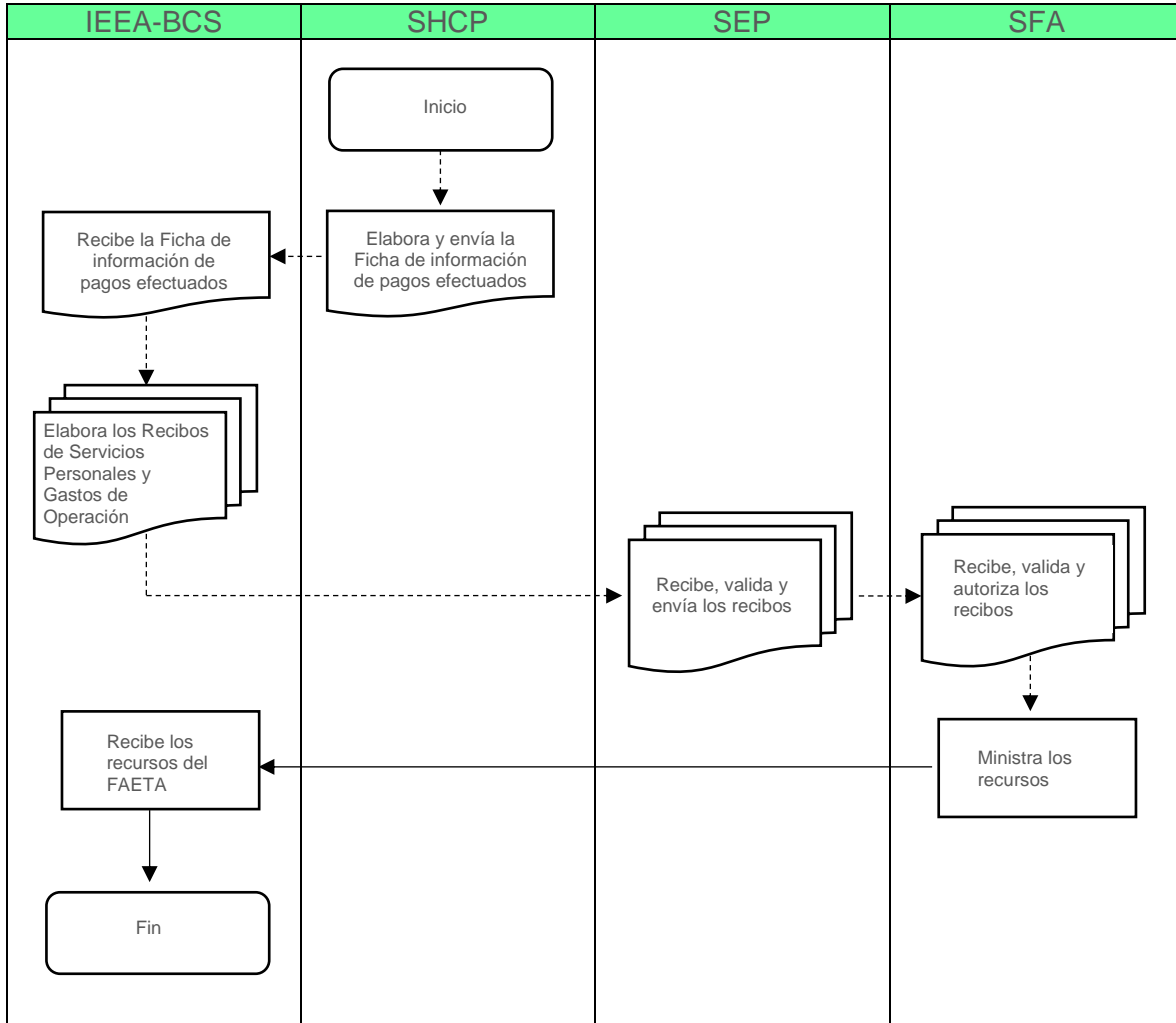 IEEA-BCS
SHCP
SEP
SFA
Inicio
Elabora y envía la
Ficha de información
de pagos efectuados
Recibe la Ficha de
información de
pagos efectuados
Elabora los Recibos
de Servicios
Personales y
Gastos de
Operación
Recibe, valida y
envía los recibos
Recibe, valida y
autoriza los
recibos
Ministra los
recursos
Recibe los
recursos del
FAETA
Fin